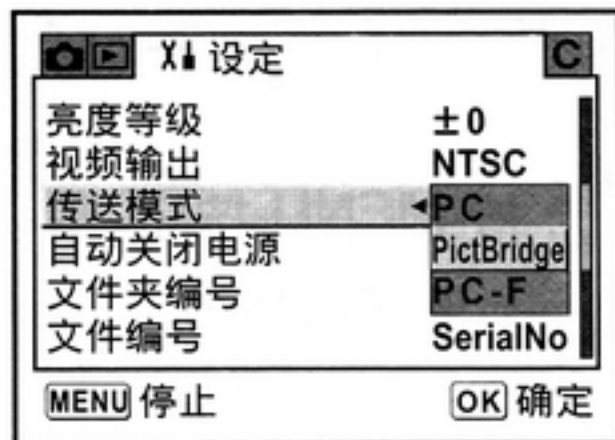 设定 C
亮度等级 ±0
视频输出 NTSC
传送模式 PC
自动关闭电源 PictBridge
文件夹编号 PC-F
文件编号 SerialNo
MENU 停止 OK 确定